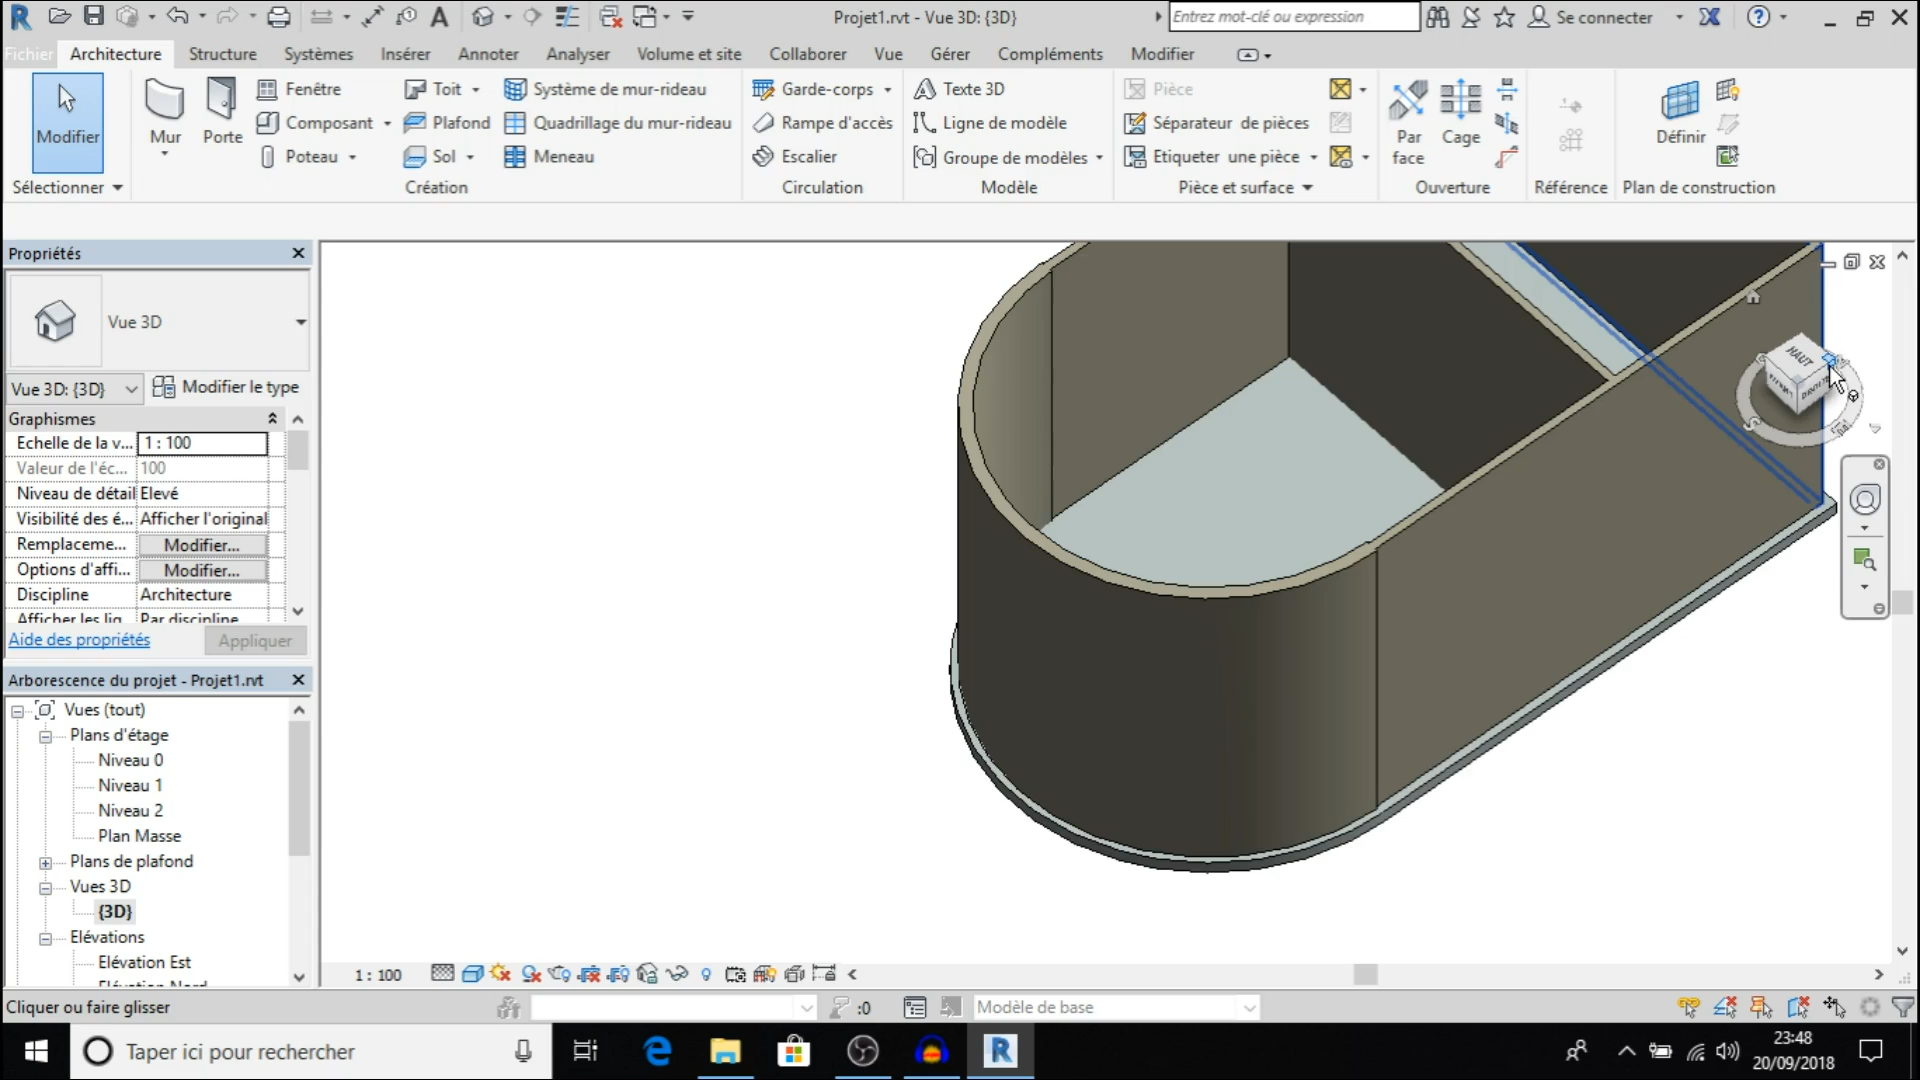 Projet1.rvt - Vue 3D: {3D}
Entrez mot-clé ou expression
Se connecter
Fichier
Architecture
Structure
Systèmes
Insérer
Annoter
Analyser
Volume et site
Collaborer
Vue
Gérer
Compléments
Modifier
Modifier
Mur
Porte
Fenêtre
Composant
Poteau
Toit
Plafond
Sol
Système de mur-rideau
Quadrillage du mur-rideau
Meneau
Garde-corps
Rampe d'accès
Escalier
Texte 3D
Ligne de modèle
Groupe de modèles
Pièce
Séparateur de pièces
Etiqueter une pièce
Par face
Cage
Définir
Sélectionner
Création
Circulation
Modèle
Pièce et surface
Ouverture
Référence
Plan de construction
Propriétés
Vue 3D
Vue 3D: {3D}
Modifier le type
Graphismes
Echelle de la v... 1 : 100
Valeur de l'éc... 100
Niveau de détail Elevé
Visibilité des é... Afficher l'original
Remplaceme... Modifier...
Options d'affi... Modifier...
Discipline Architecture
Afficher les lig Par discipline
Aide des propriétés
Appliquer
Arborescence du projet - Projet1.rvt
Vues (tout)
Plans d'étage
Niveau 0
Niveau 1
Niveau 2
Plan Masse
Plans de plafond
Vues 3D
{3D}
Elévations
Elévation Est
Elévation Nord
HAUT
1 : 100
Cliquer ou faire glisser
:0
Modèle de base
Taper ici pour rechercher
23:48
20/09/2018